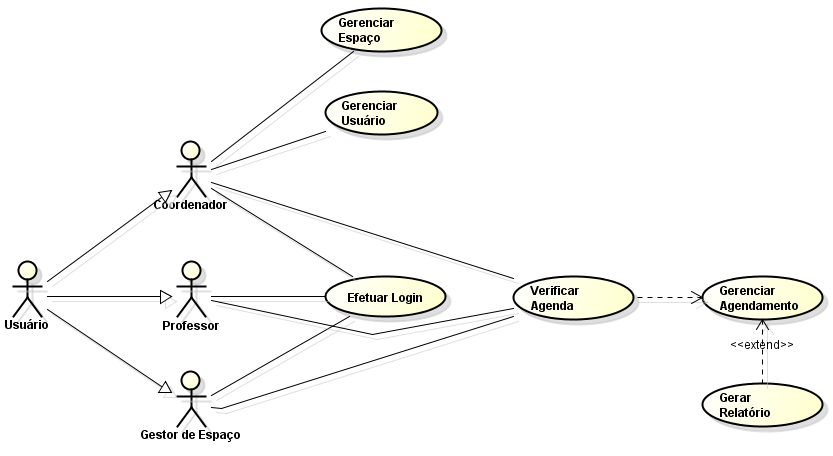 Gerenciar
Espaço
Gerenciar
Usuário
Coordenador
Usuário
Professor
Efetuar Login
Verificar
Agenda
Gerenciar
Agendamento
<<extend>>
Gerar
Relatório
Gestor de Espaço